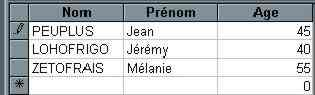 Nom Prénom Age
PEUPLUS Jean 45
LOHOFRIGO Jérémy 40
ZETOFRAIS Mélanie 55
0